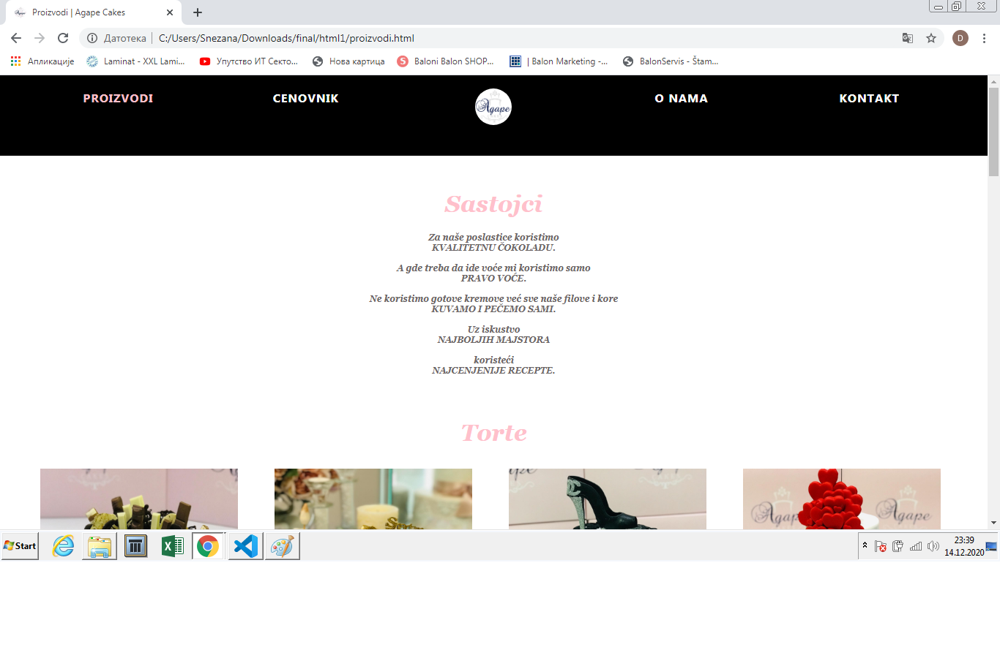 Proizvodi | Agape Cakes
Датотека
C:/Users/Snezana/Downloads/final/html1/proizvodi.html
D
Апликације
Laminat - XXL Lami...
Упутство ИТ Секто...
Нова картица
S
Baloni Balon SHOP...
| Balon Marketing -...
BalonServis - Štam...
PROIZVODI
CENOVNIK
Agape
O NAMA
KONTAKT
Sastojci
Za naše poslastice koristimo
KVALITETNU ČOKOLADU.
A gde treba da ide voće mi koristimo samo
PRAVO VOĆE.
Ne koristimo gotove kremove već sve naše filove i kore
KUVAMO I PEČEMO SAMI.
Uz iskustvo
NAJBOLJIH MAJSTORA
koristeći
NAJCENJENIJE RECEPTE.
Torte
Agape
Agape
Start
23:39
14.12.2020